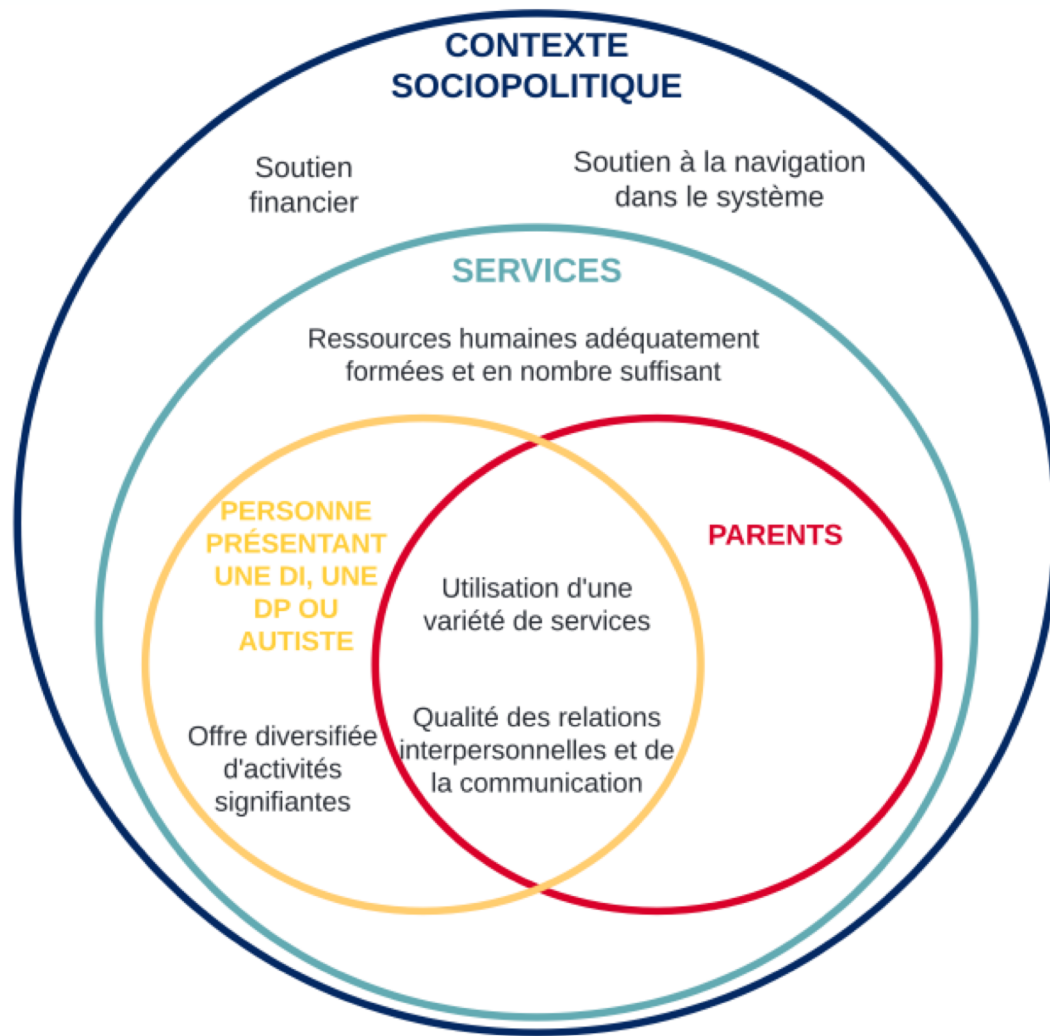 CONTEXTE
SOCIOPOLITIQUE
Soutien
financier
Soutien à la navigation
dans le système
SERVICES
Ressources humaines adéquatement
formées et en nombre suffisant
PERSONNE
PRÉSENTANT
UNE DI, UNE
DP OU
AUTISTE
PARENTS
Utilisation d'une
variété de services
Offre diversifiée
d'activités
signifiantes
Qualité des relations
interpersonnelles et de
la communication